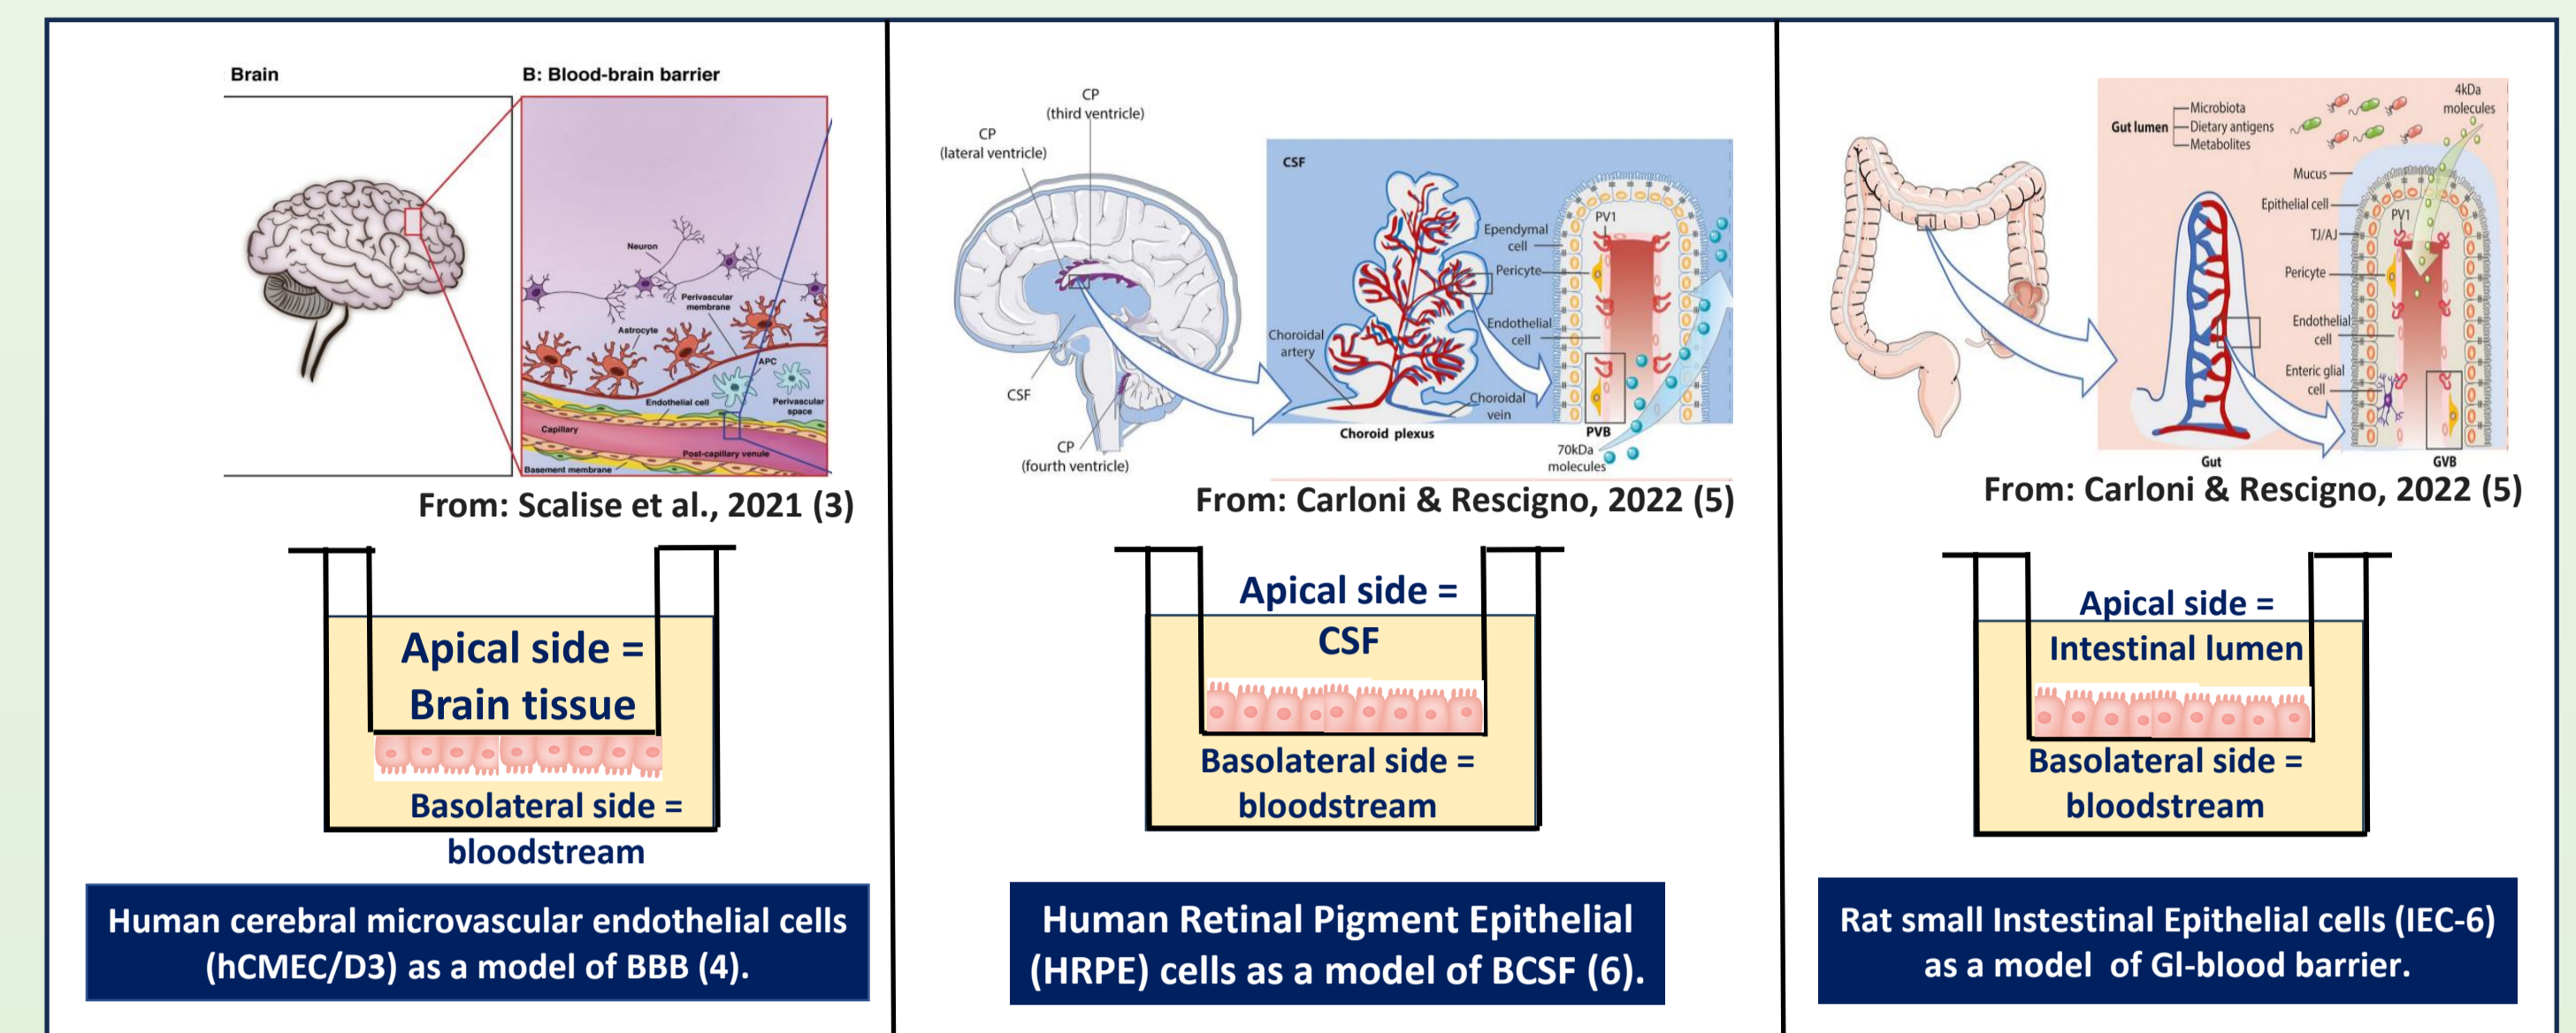 Brain
B: Blood-brain barrier
Neuron
Perivascular
membrane
Astrocyte
APC
Endothelial cell
Perivascular
space
Capillary
Post-capillary venule
Basement membrane
From: Scalise et al., 2021 (3)
Apical side =
Brain tissue
Basolateral side =
bloodstream
Human cerebral microvascular endothelial cells
(hCMEC/D3) as a model of BBB (4).
CP
(third ventricle)
CP
(lateral ventricle)
CSF
CP
(fourth ventricle)
CSF
Choroidal
artery
Choroidal
vein
Choroid plexus
Ependymal
cell
PV1
Pericyte
Endothelial
cell
PVB
70kDa
molecules
From: Carloni & Rescigno, 2022 (5)
Apical side =
CSF
Basolateral side =
bloodstream
Human Retinal Pigment Epithelial
(HRPE) cells as a model of BCSF (6).
Gut lumen
Microbiota
Dietary antigens
Metabolites
4kDa
molecules
Mucus
Epithelial cell
PV1
TJ/AJ
Pericyte
Endothelial
cell
Enteric glial
cell
Gut
GVB
From: Carloni & Rescigno, 2022 (5)
Apical side =
Intestinal lumen
Basolateral side =
bloodstream
Rat small Instestinal Epithelial cells (IEC-6)
as a model of Gl-blood barrier.